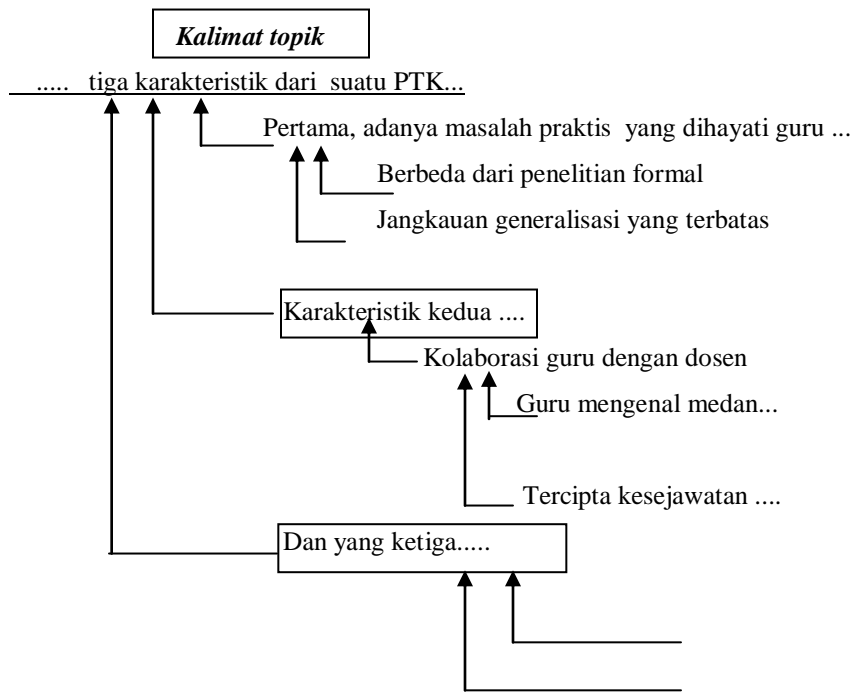 Kalimat topik
..... tiga karakteristik dari suatu PTK...
Pertama, adanya masalah praktis yang dihayati guru ...
Berbeda dari penelitian formal
Jangkauan generalisasi yang terbatas
Karakteristik kedua ....
Kolaborasi guru dengan dosen
Guru mengenal medan...
Tercipta kesejawatan ....
Dan yang ketiga.....